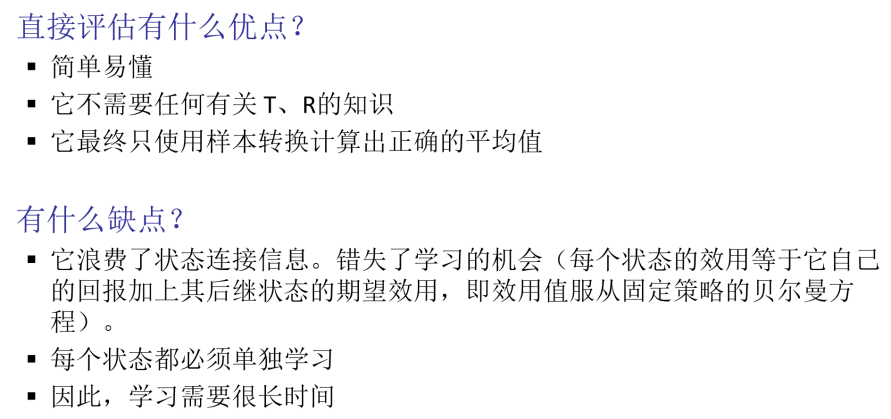 直接评估有什么优点？
▪ 简单易懂
▪ 它不需要任何有关 T、R的知识
▪ 它最终只使用样本转换计算出正确的平均值
有什么缺点？
▪ 它浪费了状态连接信息。错失了学习的机会（每个状态的效用等于它自己
的回报加上其后继状态的期望效用，即效用值服从固定策略的贝尔曼方
程）。
▪ 每个状态都必须单独学习
▪ 因此，学习需要很长时间